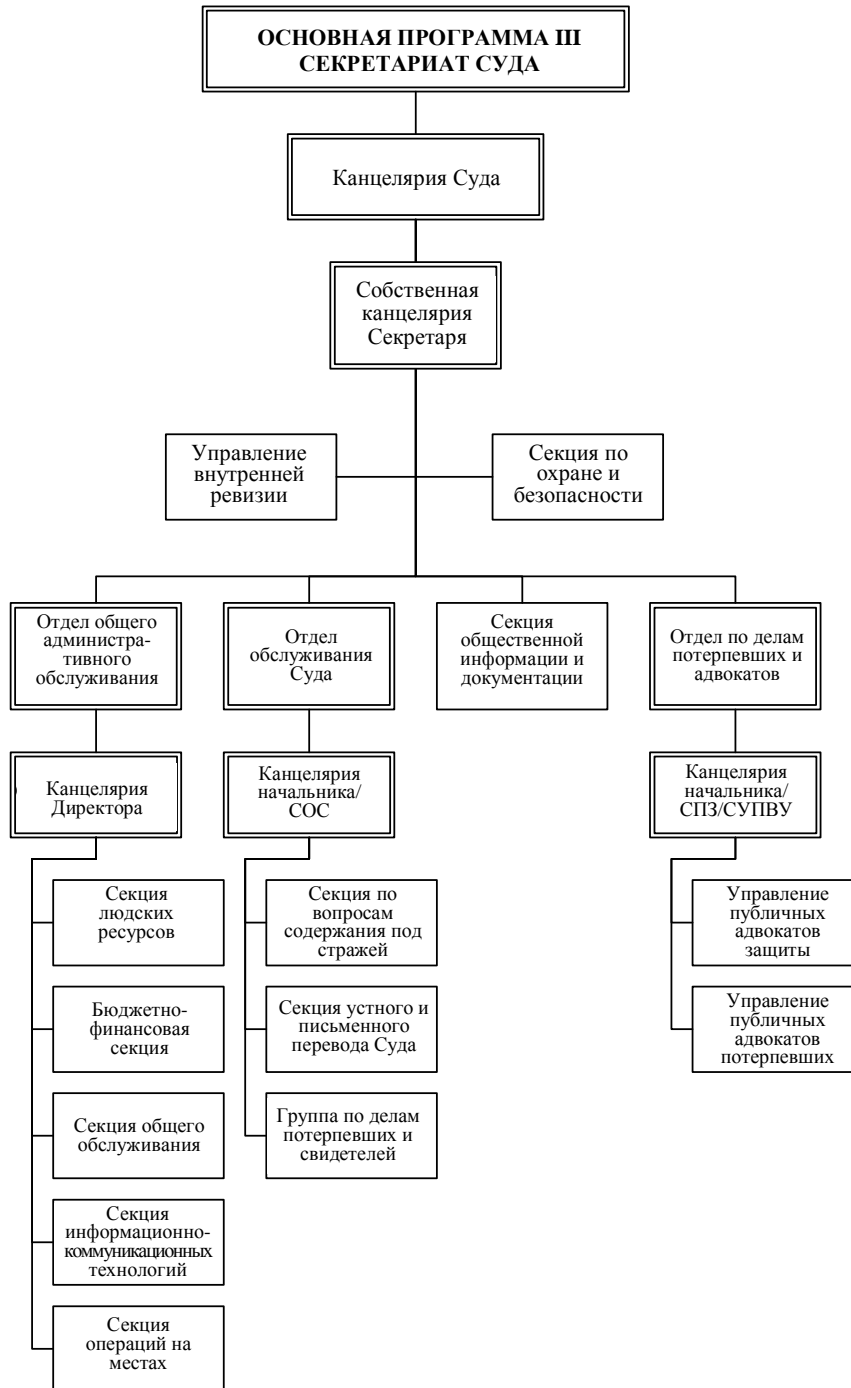 ОСНОВНАЯ ПРОГРАММА III
СЕКРЕТАРИАТ СУДА
Канцелярия Суда
Собственная
канцелярия
Секретаря
Управление
внутренней
ревизии
Секция по
охране и
безопасности
Отдел общего
администра-
тивного
обслуживания
Отдел
обслуживания
Суда
Секция
общественной
информации и
документации
Отдел по делам
потерпевших и
адвокатов
Канцелярия
Директора
Канцелярия
начальника/
СОС
Канцелярия
начальника/
СПЗ/СУПВУ
Секция
людских
ресурсов
Бюджетно-
финансовая
секция
Секция общего
обслуживания
Секция
информационно-
коммуникационных
технологий
Секция
операций на
местах
Секция по
вопросам
содержания под
стражей
Секция устного и
письменного
перевода Суда
Группа по делам
потерпевших и
свидетелей
Управление
публичных
адвокатов
защиты
Управление
публичных
адвокатов
потерпевших